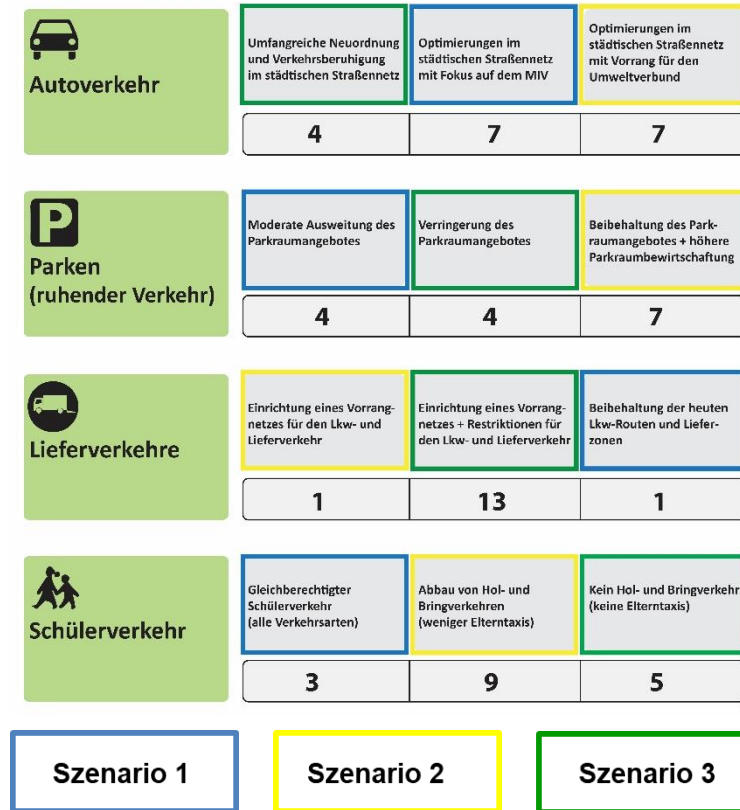 Autoverkehr
Umfangreiche Neuordnung
und Verkehrsberuhigung
im städtischen Straßennetz
Optimierungen im
städtischen Straßennetz
mit Fokus auf dem MIV
Optimierungen im
städtischen Straßennetz
mit Vorrang für den
Umweltverbund
4
7
7
P
Parken
(ruhender Verkehr)
Moderate Ausweitung des
Parkraumangebotes
Verringerung des
Parkraumangebotes
Beibehaltung des Park-
raumangebotes + höhere
Parkraumbewirtschaftung
4
4
7
Lieferverkehre
Einrichtung eines Vorrang-
netzes für den Lkw- und
Lieferverkehr
Einrichtung eines Vorrang-
netzes + Restriktionen für
den Lkw- und Lieferverkehr
Beibehaltung der heuten
Lkw-Routen und Liefer-
zonen
1
13
1
Schülerverkehr
Gleichberechtigter
Schülerverkehr
(alle Verkehrsarten)
Abbau von Hol- und
Bringverkehren
(weniger Elterntaxis)
Kein Hol- und Bringverkehr
(keine Elterntaxis)
3
9
5
Szenario 1
Szenario 2
Szenario 3